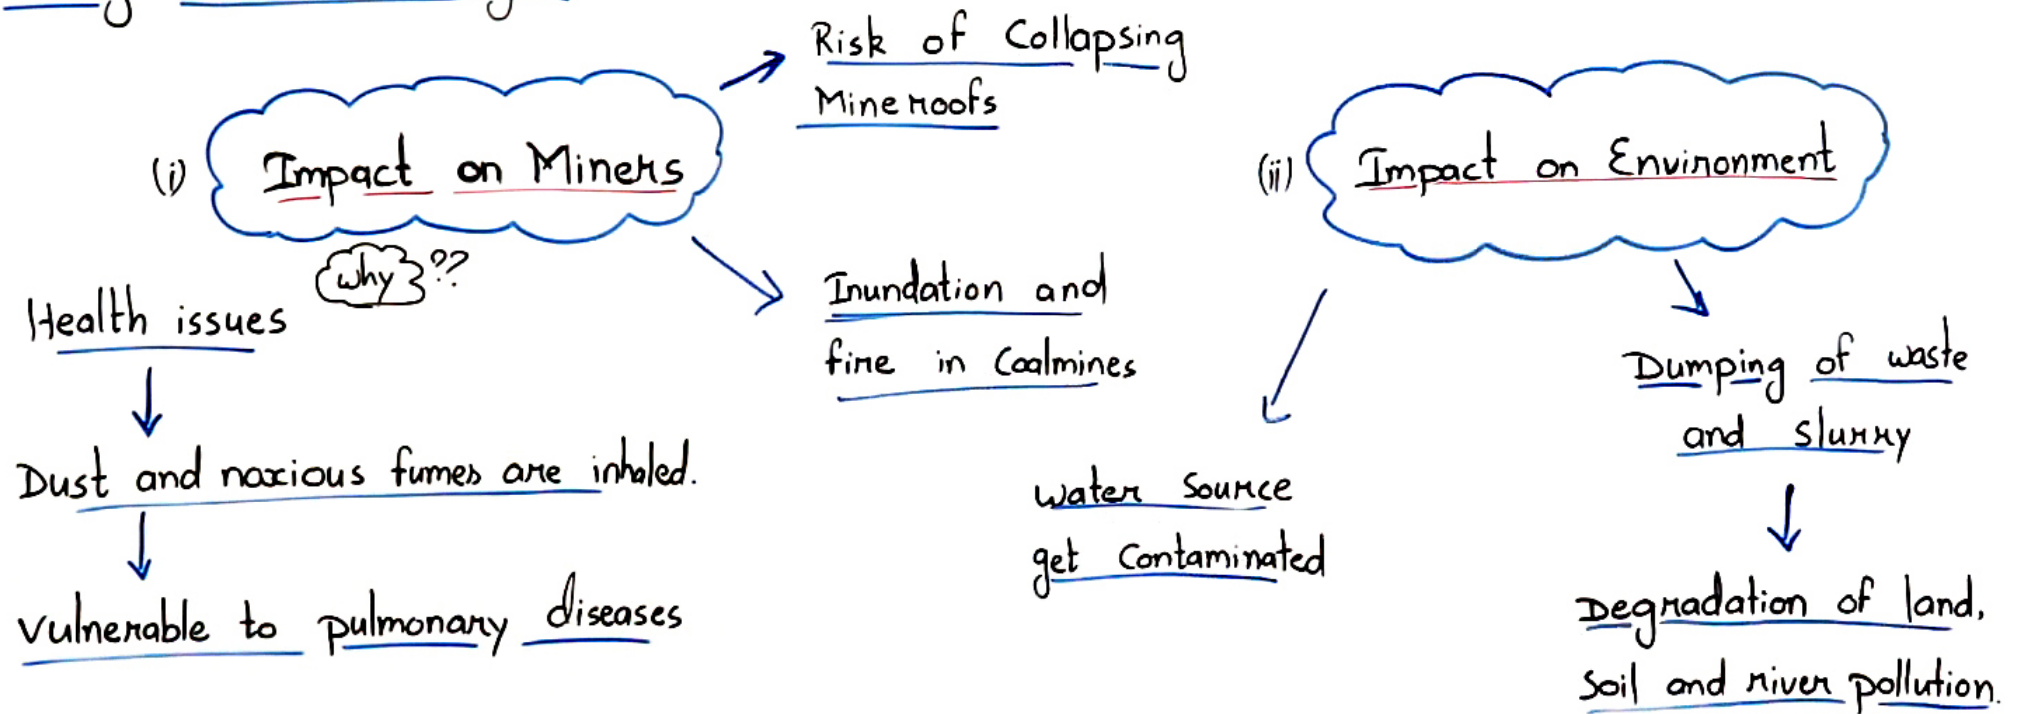 (i) Impact on Miners
Risk of Collapsing
Mine roofs
why ??
Inundation and
fire in Coalmines
Health issues
Dust and noxious fumes are inhaled.
Vulnerable to pulmonary diseases
(ii) Impact on Environment
water source
get Contaminated
Dumping of waste
and slurry
Degradation of land,
soil and river pollution.